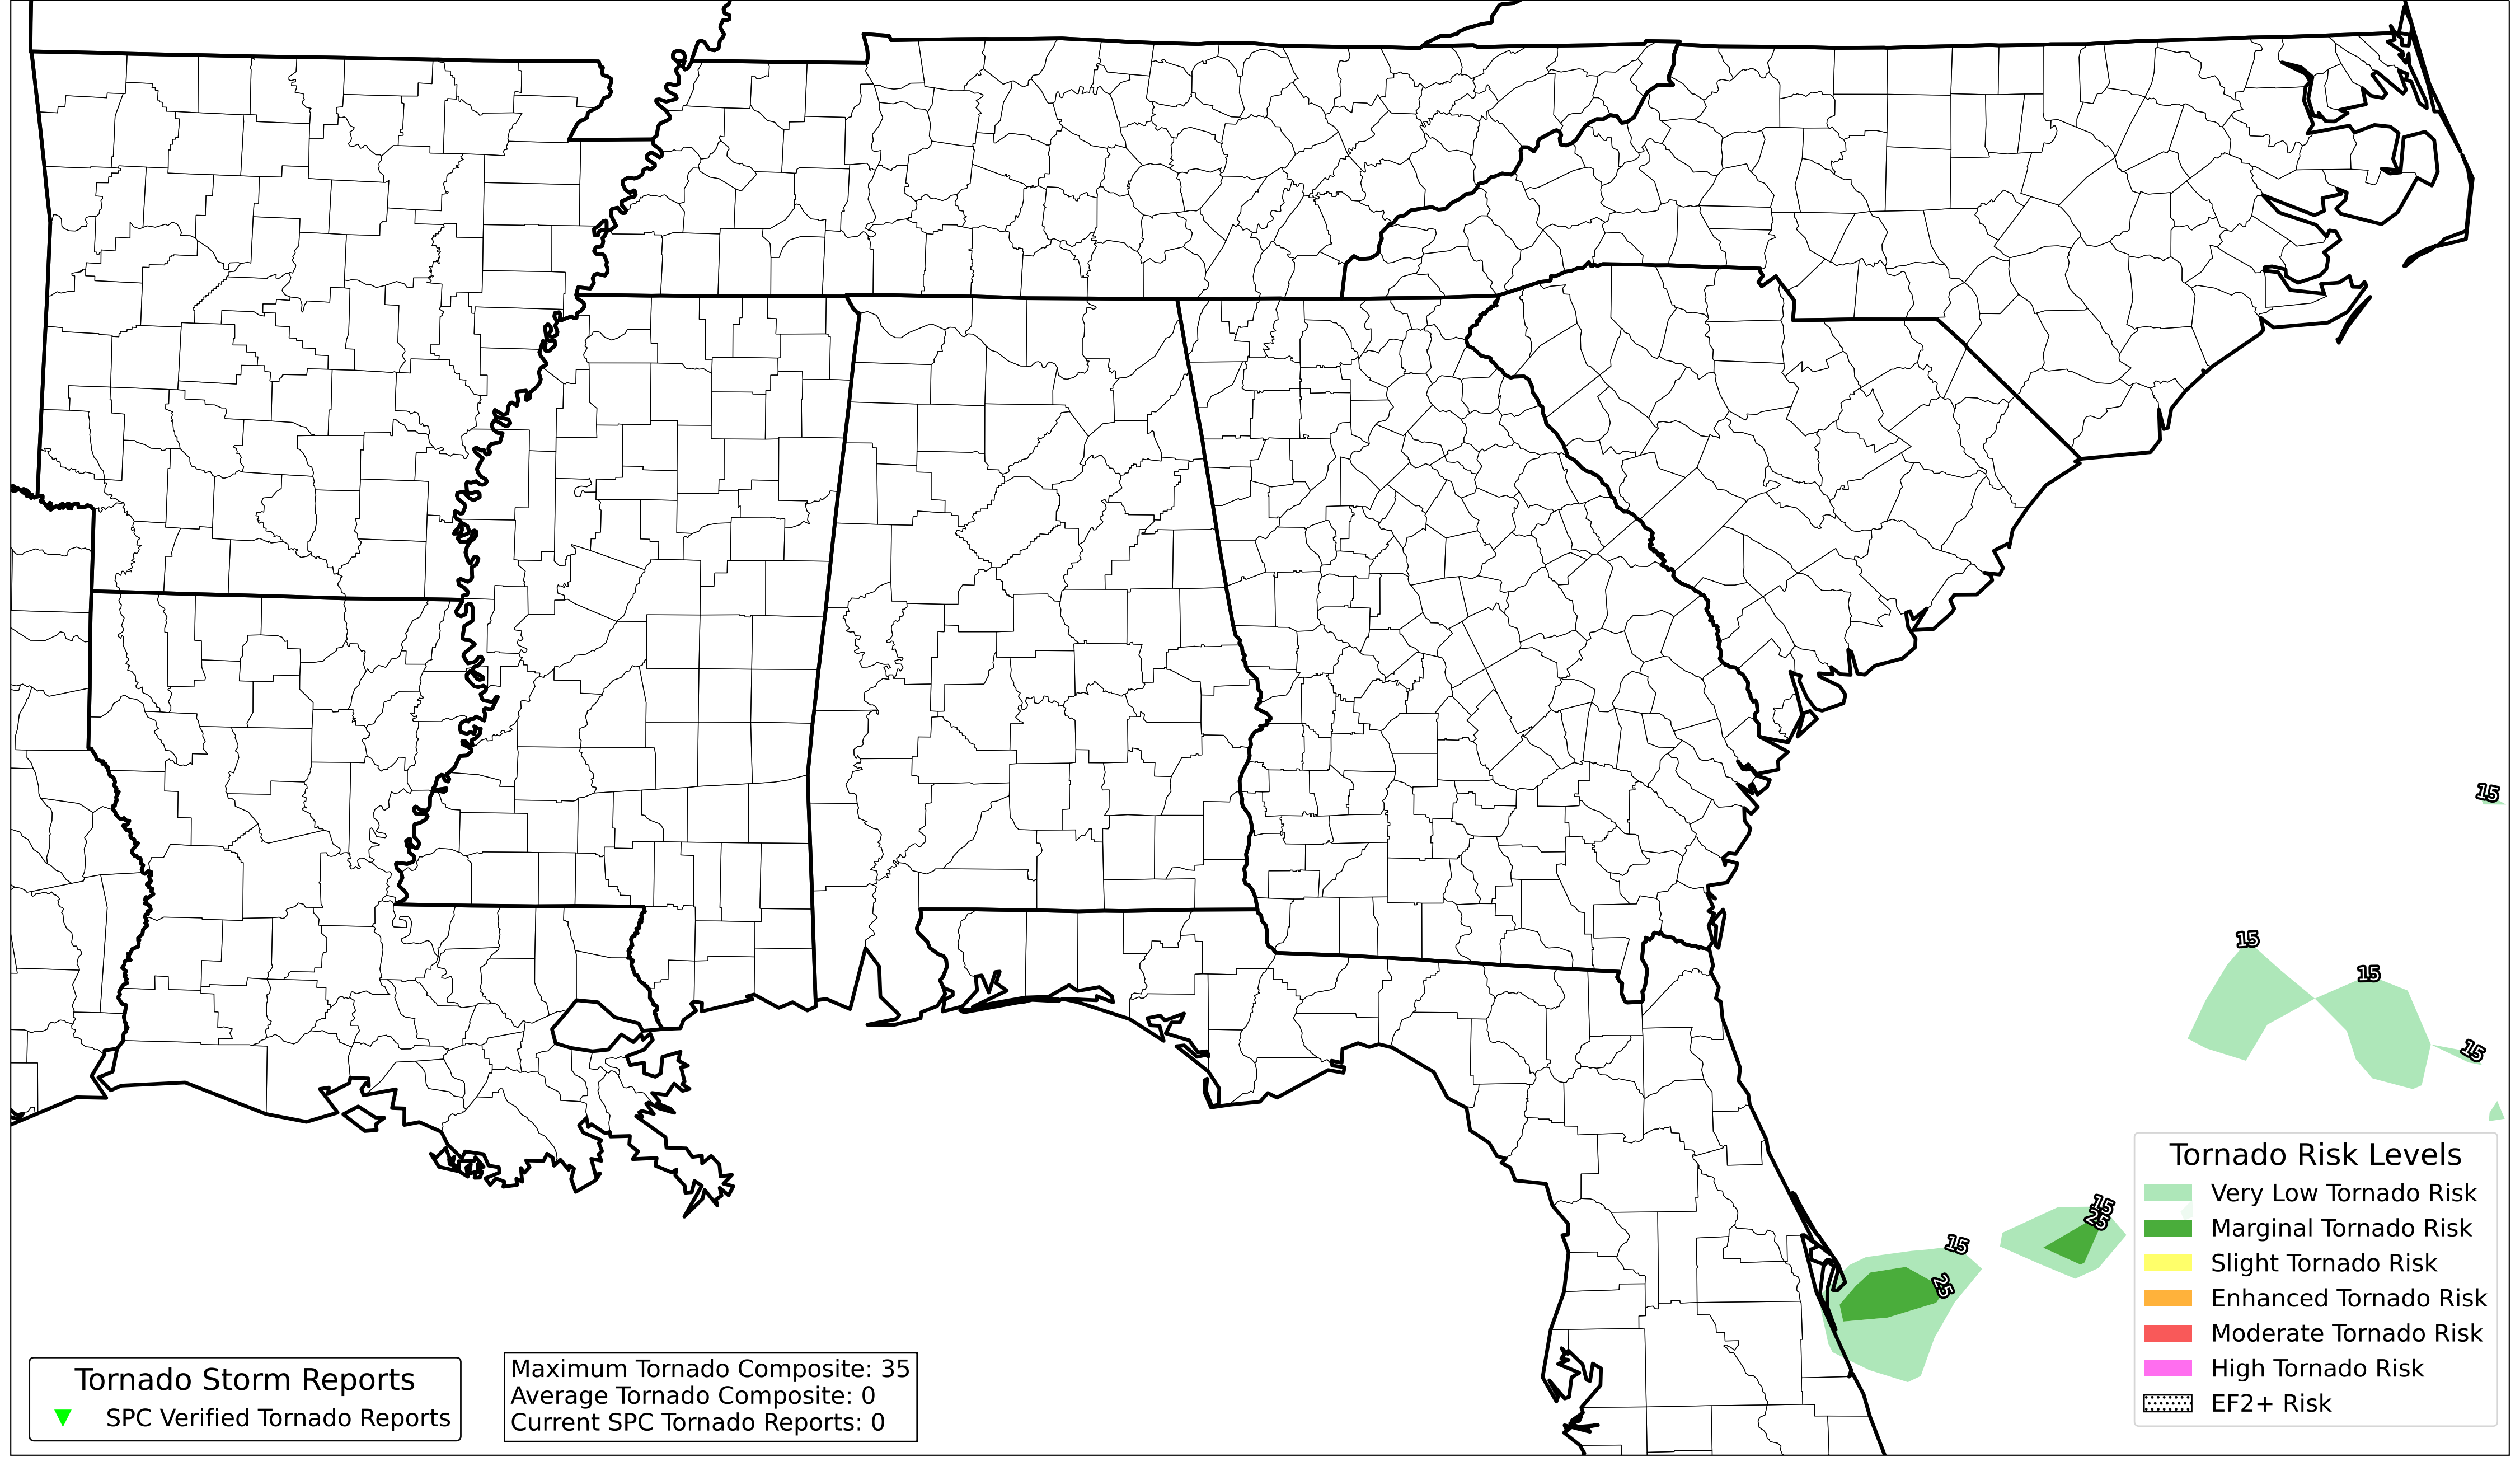 15
15
15
15
15
25
15
25
Tornado Risk Levels
Very Low Tornado Risk
Marginal Tornado Risk
Slight Tornado Risk
Enhanced Tornado Risk
Moderate Tornado Risk
High Tornado Risk
EF2+ Risk
Tornado Storm Reports
SPC Verified Tornado Reports
Maximum Tornado Composite: 35
Average Tornado Composite: 0
Current SPC Tornado Reports: 0